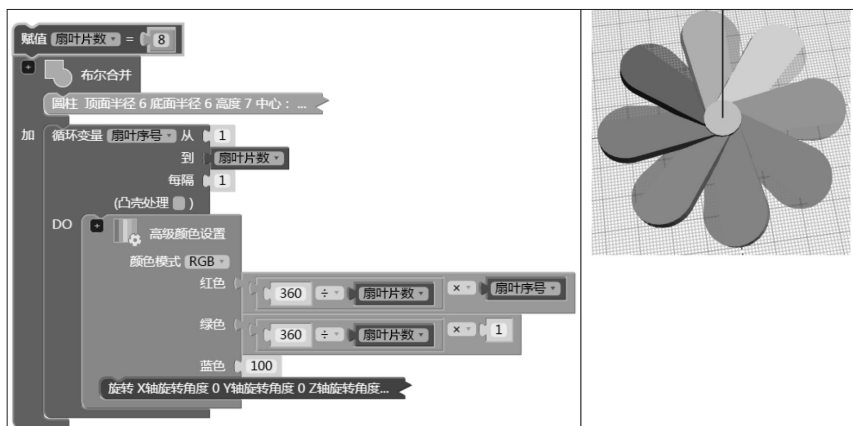 赋值 扇叶片数 = 8
布尔合并
圆柱 顶面半径 6 底面半径 6 高度 7 中心： ...
加 循环变量 扇叶序号 从 1
到 扇叶片数
每隔 1
(凸壳处理 )
DO 高级颜色设置
颜色模式 RGB
红色 360 ÷ 扇叶片数 × 扇叶序号
绿色 360 ÷ 扇叶片数 × 1
蓝色 100
旋转 X轴旋转角度 0 Y轴旋转角度 0 Z轴旋转角度...